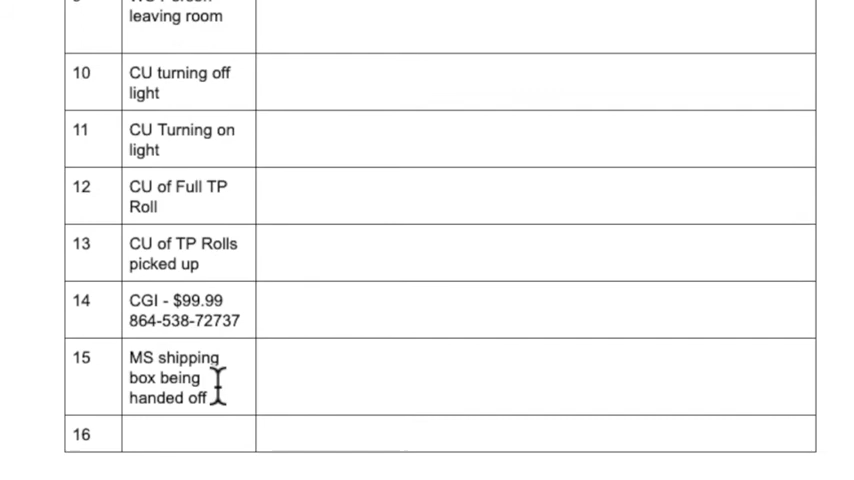 leaving room
10
CU turning off
light
11
CU Turning on
light
12
CU of Full TP
Roll
13
CU of TP Rolls
picked up
14
CGI - $99.99
864-538-72737
15
MS shipping
box being
handed off
16